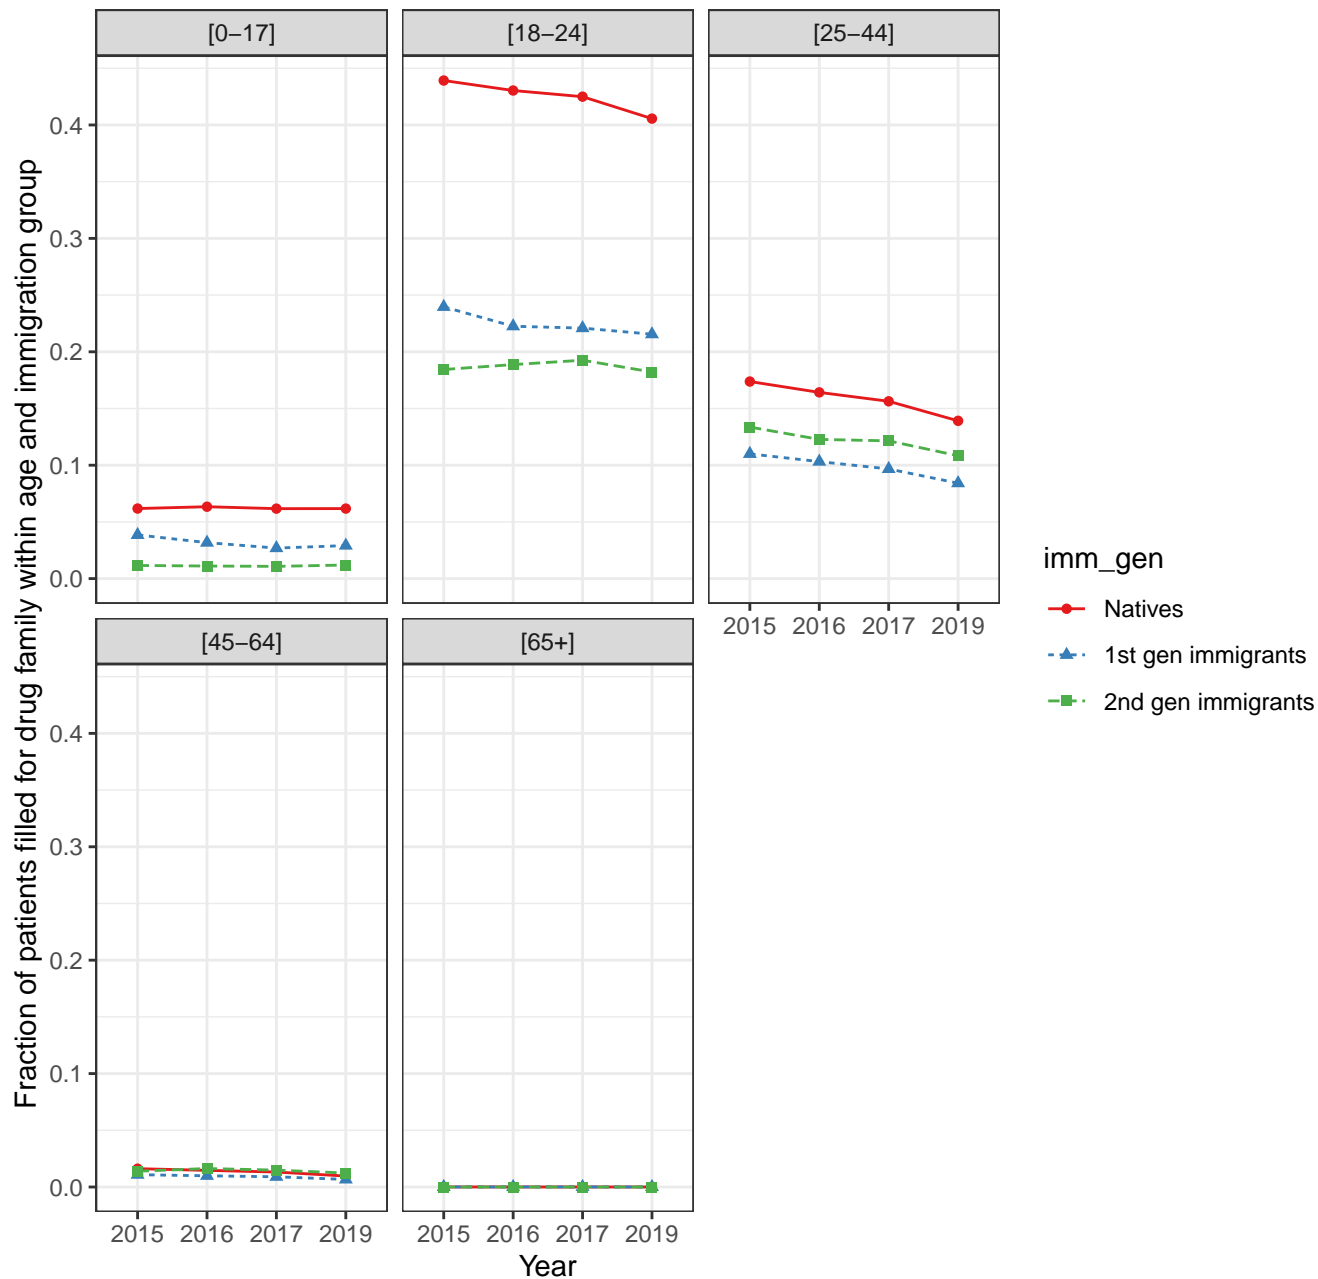 [0−17]
[18−24]
[25−44]
0.4
0.3
0.2
0.1
0.0
2015 2016 2017 2019
[45−64]
[65+]
0.4
0.3
0.2
0.1
0.0
2015 2016 2017 2019
2015 2016 2017 2019
Year
Fraction of patients filled for drug family within age and immigration group
imm_gen
Natives
1st gen immigrants
2nd gen immigrants